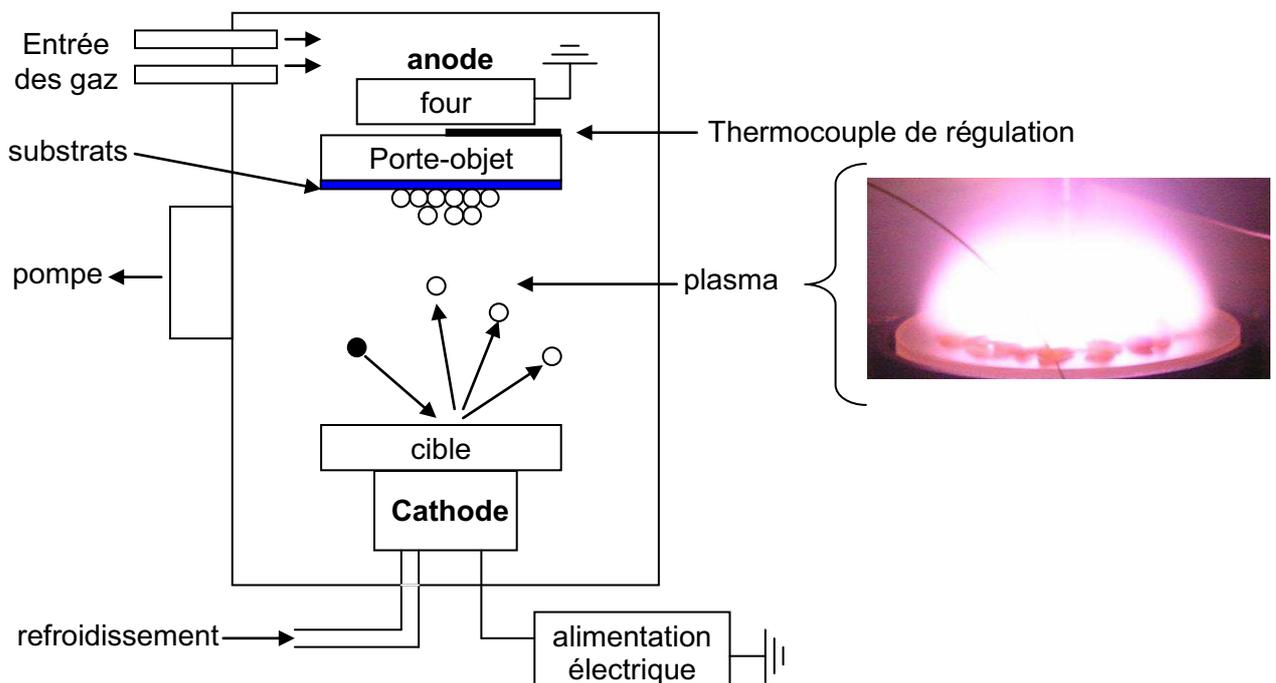 Entrée
des gaz
anode
four
Thermocouple de régulation
substrats
Porte-objet
pompe
plasma
cible
Cathode
refroidissement
alimentation
électrique